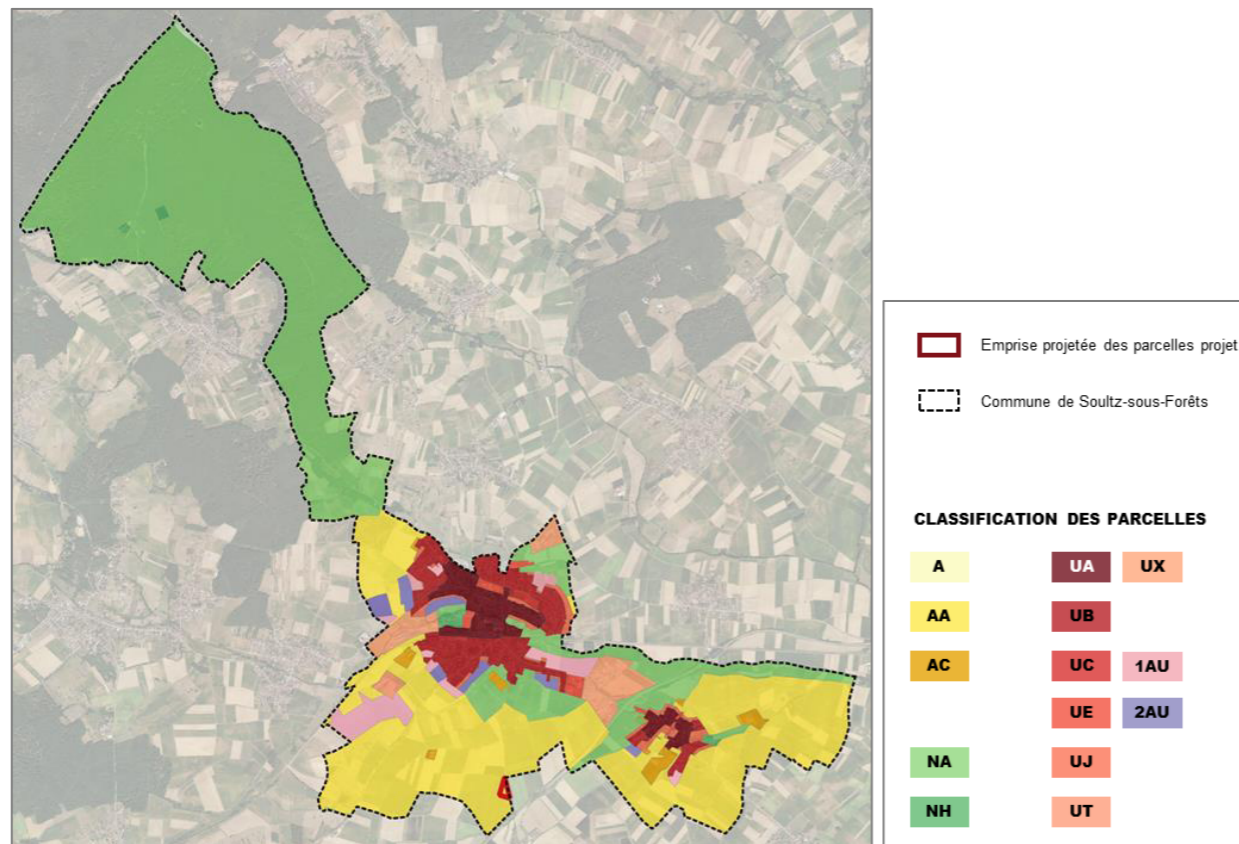 Emprise projetée des parcelles projet
Commune de Soultz-sous-Forêts
CLASSIFICATION DES PARCELLES
A UA UX
AA UB
AC UC 1AU
UE 2AU
NA UJ
NH UT